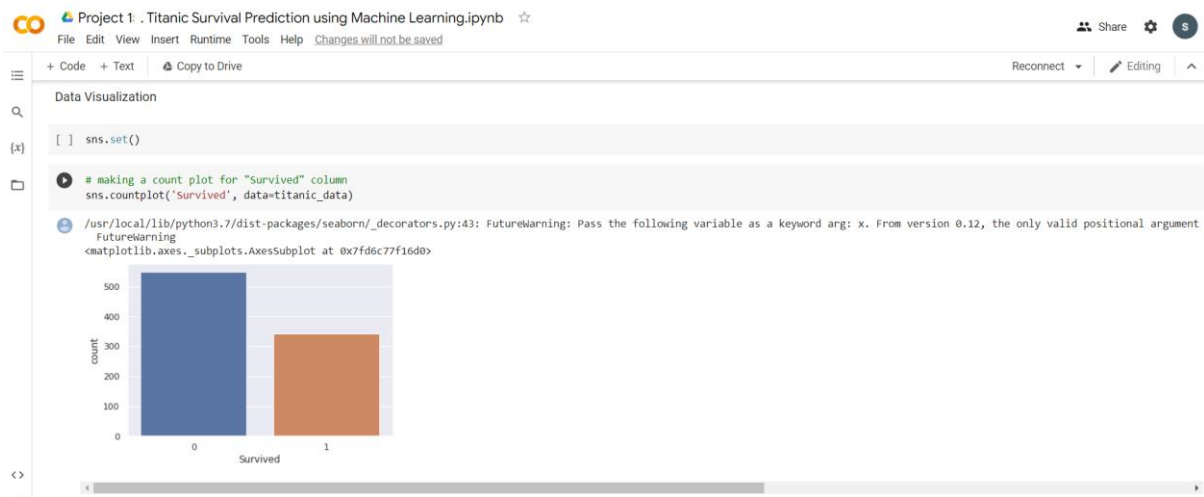 Project 1: . Titanic Survival Prediction using Machine Learning.ipynb
File Edit View Insert Runtime Tools Help Changes will not be saved
Share
S
+ Code + Text Copy to Drive
Reconnect
Editing
Data Visualization
{x}
[ ] sns.set()
# making a count plot for "Survived" column
sns.countplot('Survived', data=titanic_data)
/usr/local/lib/python3.7/dist-packages/seaborn/_decorators.py:43: FutureWarning: Pass the following variable as a keyword arg: x. From version 0.12, the only valid positional argument
FutureWarning
<matplotlib.axes._subplots.AxesSubplot at 0x7fd6c77f16d0>
500
400
300
200
100
0
count
0 1
Survived
<>